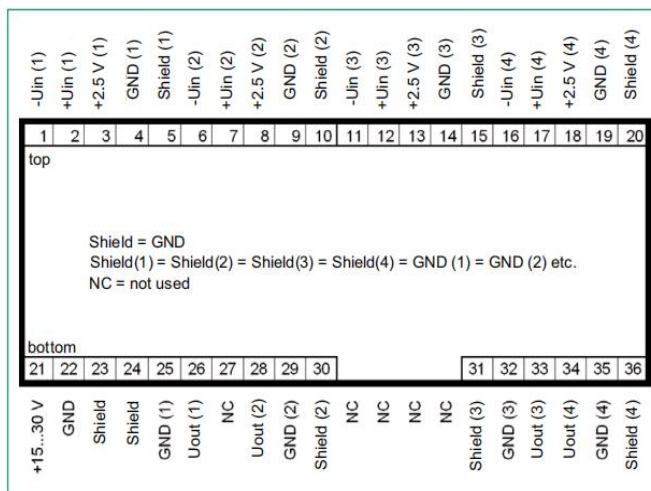 -Uin (1)
+Uin (1)
+2.5 V (1)
GND (1)
Shield (1)
-Uin (2)
+Uin (2)
+2.5 V (2)
GND (2)
Shield (2)
-Uin (3)
+Uin (3)
+2.5 V (3)
GND (3)
Shield (3)
-Uin (4)
+Uin (4)
+2.5 V (4)
GND (4)
Shield (4)
1 2 3 4 5 6 7 8 9 10 11 12 13 14 15 16 17 18 19 20
top
Shield = GND
Shield(1) = Shield(2) = Shield(3) = Shield(4) = GND (1) = GND (2) etc.
NC = not used
bottom
21 22 23 24 25 26 27 28 29 30 31 32 33 34 35 36
+15...30 V
GND
Shield
Shield
GND (1)
Uout (1)
NC
Uout (2)
GND (2)
Shield (2)
NC
NC
NC
NC
Shield (3)
GND (3)
Uout (3)
Uout (4)
GND (4)
Shield (4)